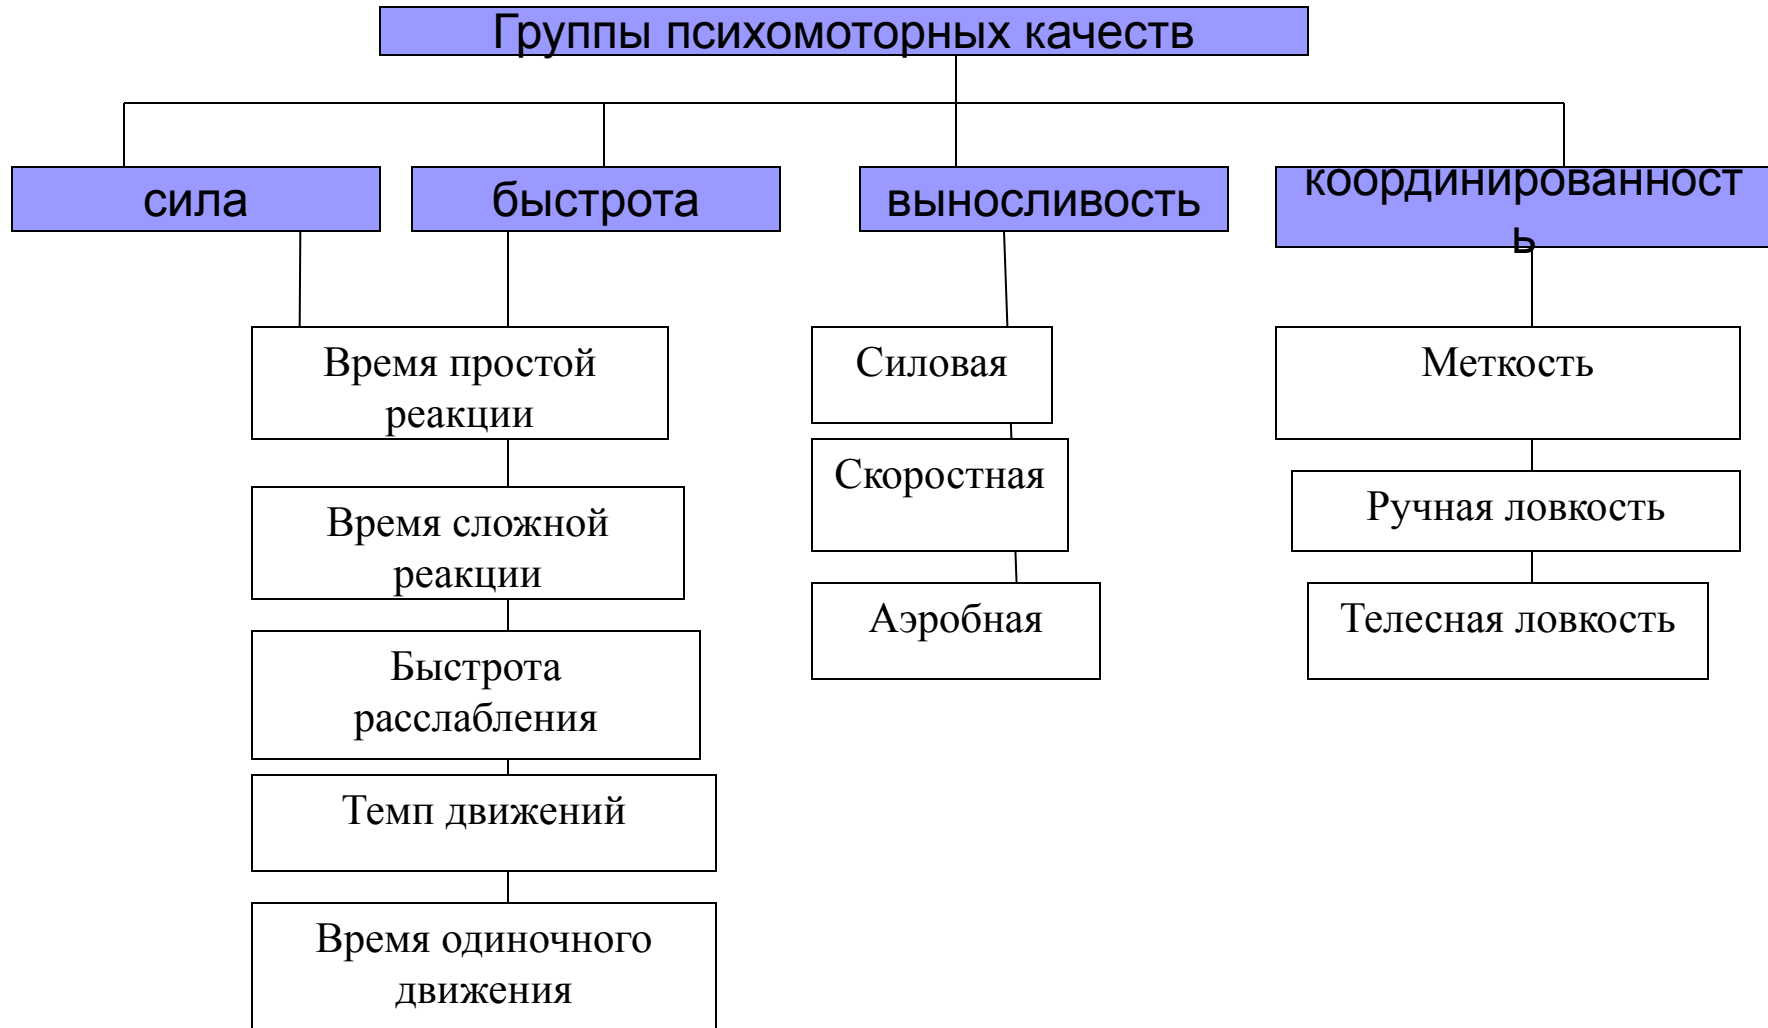 Группы психомоторных качеств
сила
быстрота
выносливость
координированност
ь
Время простой
реакции
Время сложной
реакции
Быстрота
расслабления
Темп движений
Время одиночного
движения
Силовая
Скоростная
Аэробная
Меткость
Ручная ловкость
Телесная ловкость